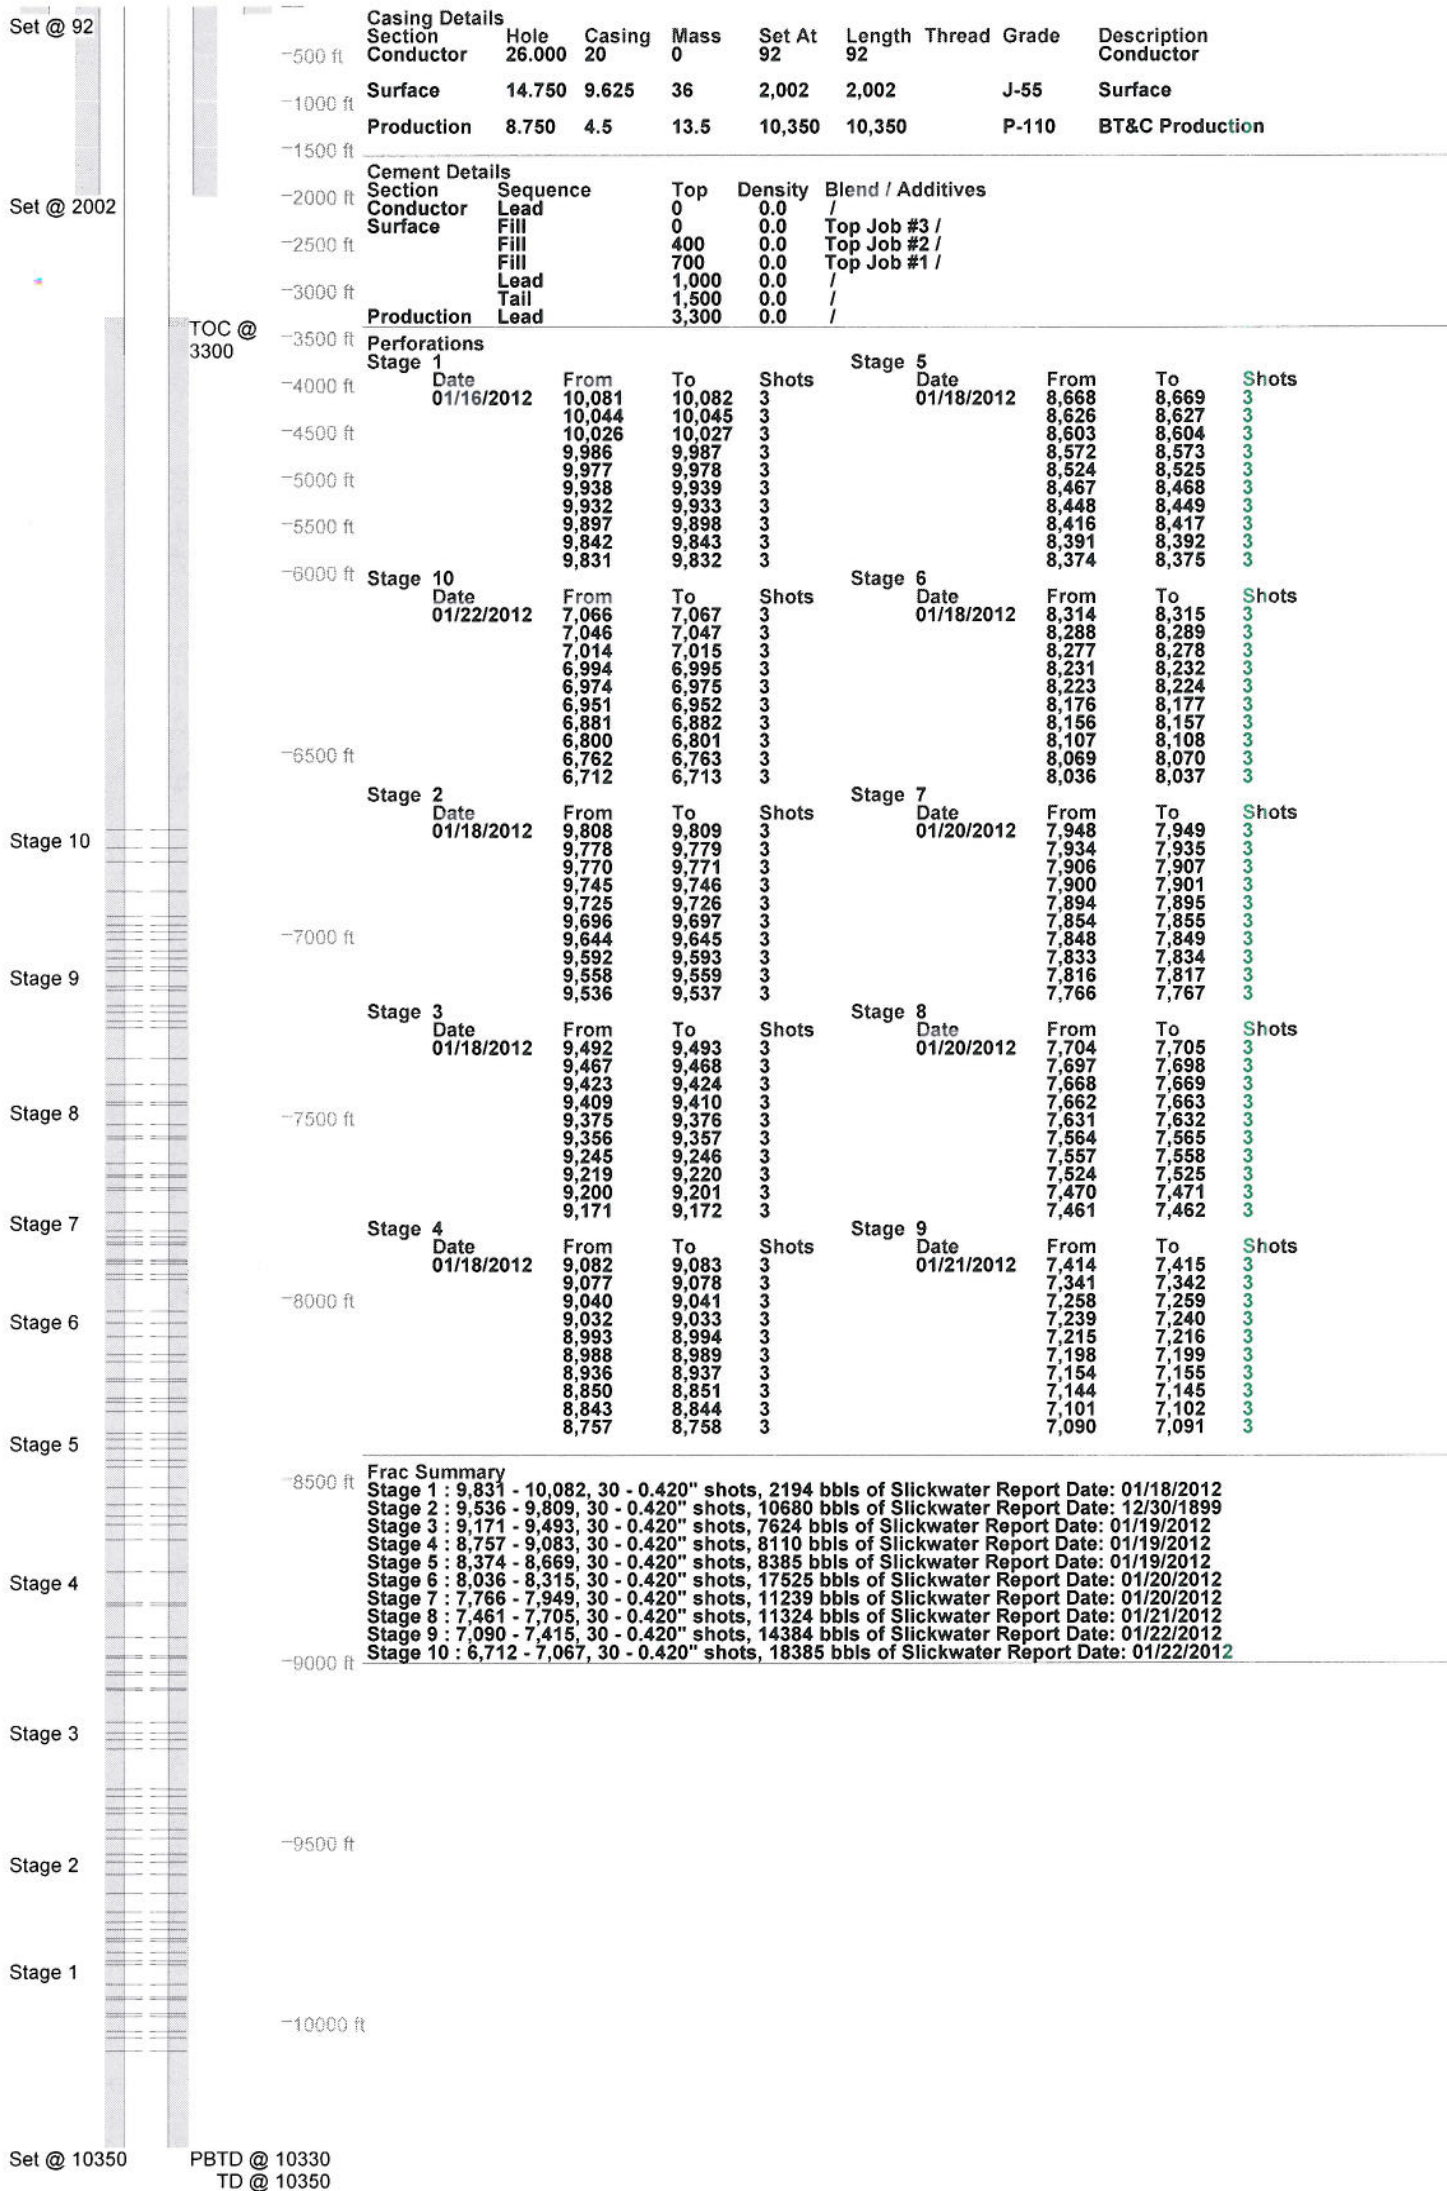 Set @ 92
Set @ 2002
TOC @
3300
Stage 10
Stage 9
Stage 8
Stage 7
Stage 6
Stage 5
Stage 4
Stage 3
Stage 2
Stage 1
Set @ 10350
PBTD @ 10330
TD @ 10350
500 ft
1000 ft
1500 ft
2000 ft
2500 ft
3000 ft
3500 ft
4000 ft
4500 ft
5000 ft
5500 ft
6000 ft
6500 ft
7000 ft
7500 ft
8000 ft
8500 ft
9000 ft
9500 ft
10000 ft
Casing Details
Section Hole Casing Mass Set At Length Thread Grade Description
Conductor 26.000 20 0 92 92 Conductor
Surface 14.750 9.625 36 2,002 2,002 J-55 Surface
Production 8.750 4.5 13.5 10,350 10,350 P-110 BT&C Production
Cement Details
Section Sequence Top Density Blend / Additives
Conductor Lead 0 0.0 /
Surface Fill 0 0.0 Top Job #3 /
Fill 400 0.0 Top Job #2 /
Fill 700 0.0 Top Job #1 /
Lead 1,000 0.0 /
Tail 1,500 0.0 /
Production Lead 3,300 0.0 /
Perforations
Stage 1 Stage 5
Date From To Shots Date From To Shots
01/16/2012 10,081 10,082 3 01/18/2012 8,668 8,669 3
10,044 10,045 3 8,626 8,627 3
10,026 10,027 3 8,603 8,604 3
9,986 9,987 3 8,572 8,573 3
9,977 9,978 3 8,524 8,525 3
9,938 9,939 3 8,467 8,468 3
9,932 9,933 3 8,448 8,449 3
9,897 9,898 3 8,416 8,417 3
9,842 9,843 3 8,391 8,392 3
9,831 9,832 3 8,374 8,375 3
Stage 10 Stage 6
Date From To Shots Date From To Shots
01/22/2012 7,066 7,067 3 01/18/2012 8,314 8,315 3
7,046 7,047 3 8,288 8,289 3
7,014 7,015 3 8,277 8,278 3
6,994 6,995 3 8,231 8,232 3
6,974 6,975 3 8,223 8,224 3
6,951 6,952 3 8,176 8,177 3
6,881 6,882 3 8,156 8,157 3
6,800 6,801 3 8,107 8,108 3
6,762 6,763 3 8,069 8,070 3
6,712 6,713 3 8,036 8,037 3
Stage 2 Stage 7
Date From To Shots Date From To Shots
01/18/2012 9,808 9,809 3 01/20/2012 7,948 7,949 3
9,778 9,779 3 7,934 7,935 3
9,770 9,771 3 7,906 7,907 3
9,745 9,746 3 7,900 7,901 3
9,725 9,726 3 7,894 7,895 3
9,696 9,697 3 7,854 7,855 3
9,644 9,645 3 7,848 7,849 3
9,592 9,593 3 7,833 7,834 3
9,558 9,559 3 7,816 7,817 3
9,536 9,537 3 7,766 7,767 3
Stage 3 Stage 8
Date From To Shots Date From To Shots
01/18/2012 9,492 9,493 3 01/20/2012 7,704 7,705 3
9,467 9,468 3 7,697 7,698 3
9,423 9,424 3 7,668 7,669 3
9,409 9,410 3 7,662 7,663 3
9,375 9,376 3 7,631 7,632 3
9,356 9,357 3 7,564 7,565 3
9,245 9,246 3 7,557 7,558 3
9,219 9,220 3 7,524 7,525 3
9,200 9,201 3 7,470 7,471 3
9,171 9,172 3 7,461 7,462 3
Stage 4 Stage 9
Date From To Shots Date From To Shots
01/18/2012 9,082 9,083 3 01/21/2012 7,414 7,415 3
9,077 9,078 3 7,341 7,342 3
9,040 9,041 3 7,258 7,259 3
9,032 9,033 3 7,239 7,240 3
8,993 8,994 3 7,215 7,216 3
8,988 8,989 3 7,198 7,199 3
8,936 8,937 3 7,154 7,155 3
8,850 8,851 3 7,144 7,145 3
8,843 8,844 3 7,101 7,102 3
8,757 8,758 3 7,090 7,091 3
Frac Summary
Stage 1 : 9,831 - 10,082, 30 - 0.420" shots, 2194 bbls of Slickwater Report Date: 01/18/2012
Stage 2 : 9,536 - 9,809, 30 - 0.420" shots, 10680 bbls of Slickwater Report Date: 12/30/1899
Stage 3 : 9,171 - 9,493, 30 - 0.420" shots, 7624 bbls of Slickwater Report Date: 01/19/2012
Stage 4 : 8,757 - 9,083, 30 - 0.420" shots, 8110 bbls of Slickwater Report Date: 01/19/2012
Stage 5 : 8,374 - 8,669, 30 - 0.420" shots, 8385 bbls of Slickwater Report Date: 01/19/2012
Stage 6 : 8,036 - 8,315, 30 - 0.420" shots, 17525 bbls of Slickwater Report Date: 01/20/2012
Stage 7 : 7,766 - 7,949, 30 - 0.420" shots, 11239 bbls of Slickwater Report Date: 01/20/2012
Stage 8 : 7,461 - 7,705, 30 - 0.420" shots, 11324 bbls of Slickwater Report Date: 01/21/2012
Stage 9 : 7,090 - 7,415, 30 - 0.420" shots, 14384 bbls of Slickwater Report Date: 01/22/2012
Stage 10 : 6,712 - 7,067, 30 - 0.420" shots, 18385 bbls of Slickwater Report Date: 01/22/2012